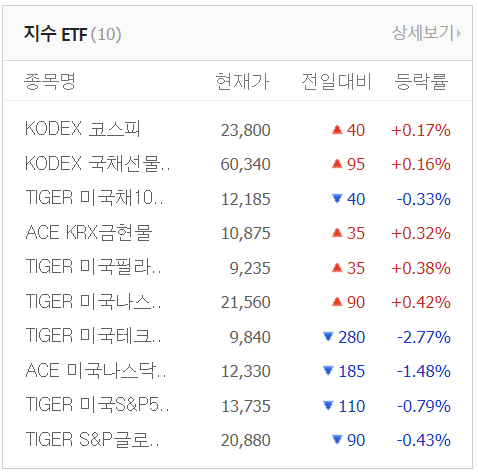 지수 ETF (10) 상세보기
종목명 현재가 전일대비 등락률
KODEX 코스피 23,800 ▲ 40 +0.17%
KODEX 국채선물.. 60,340 ▲ 95 +0.16%
TIGER 미국채10.. 12,185 ▼ 40 -0.33%
ACE KRX금현물 10,875 ▲ 35 +0.32%
TIGER 미국필라.. 9,235 ▲ 35 +0.38%
TIGER 미국나스.. 21,560 ▲ 90 +0.42%
TIGER 미국테크.. 9,840 ▼ 280 -2.77%
ACE 미국나스닥.. 12,330 ▼ 185 -1.48%
TIGER 미국S&P5.. 13,735 ▼ 110 -0.79%
TIGER S&P글로.. 20,880 ▼ 90 -0.43%